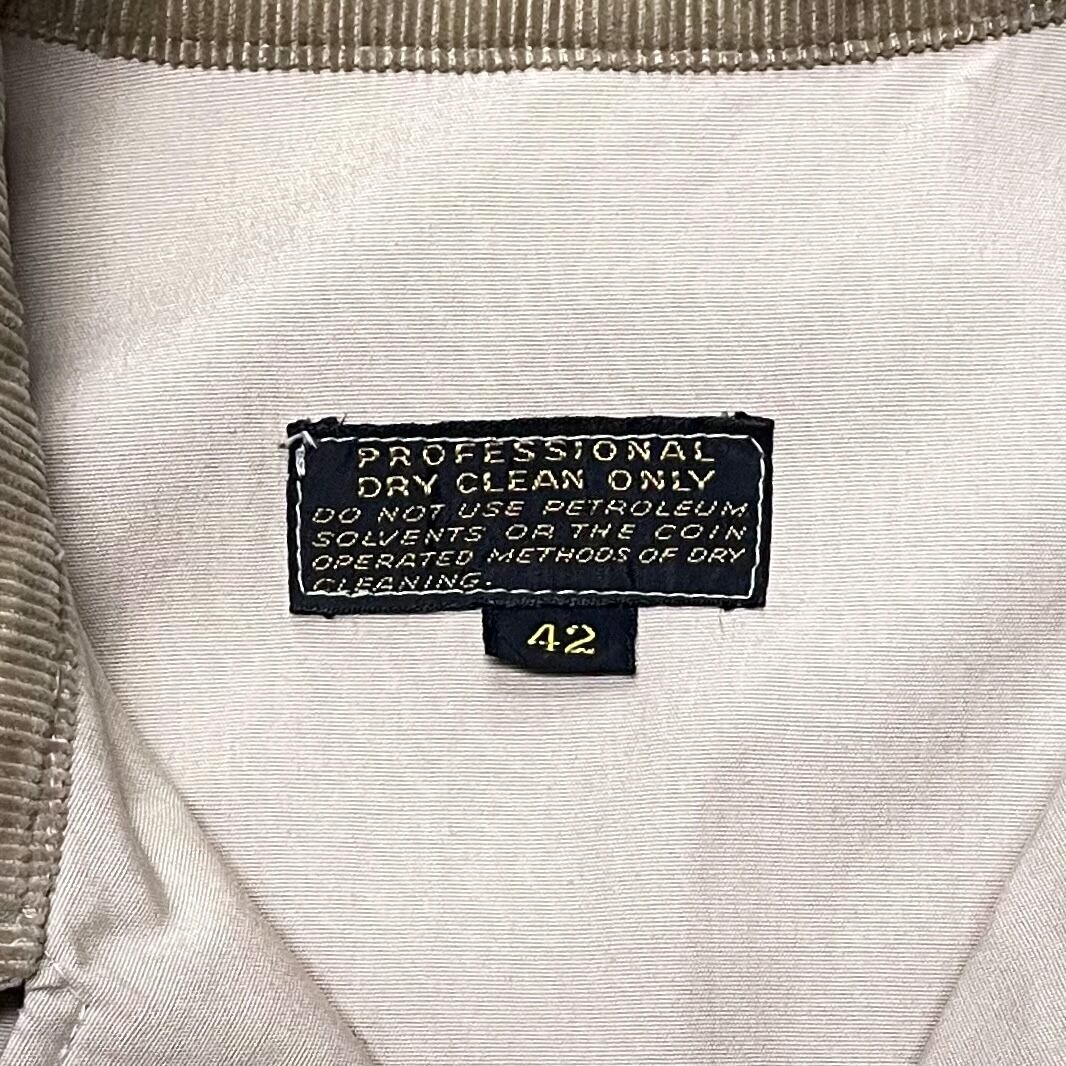 PROFESSIONAL
DRY CLEAN ONLY
DO NOT USE PETROLEUM
SOLVENTS OR THE COIN
OPERATED METHODS OF DRY
CLEANING.
42